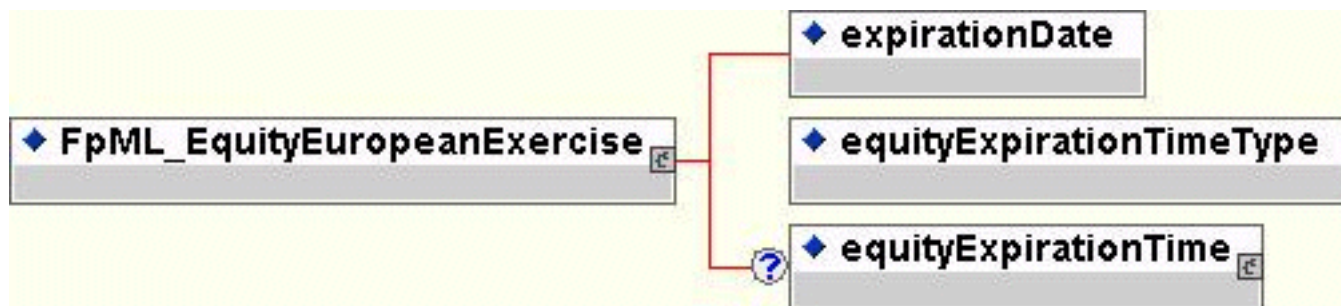 expirationDate
FpML_EquityEuropeanExercise
equityExpirationTimeType
?
equityExpirationTime